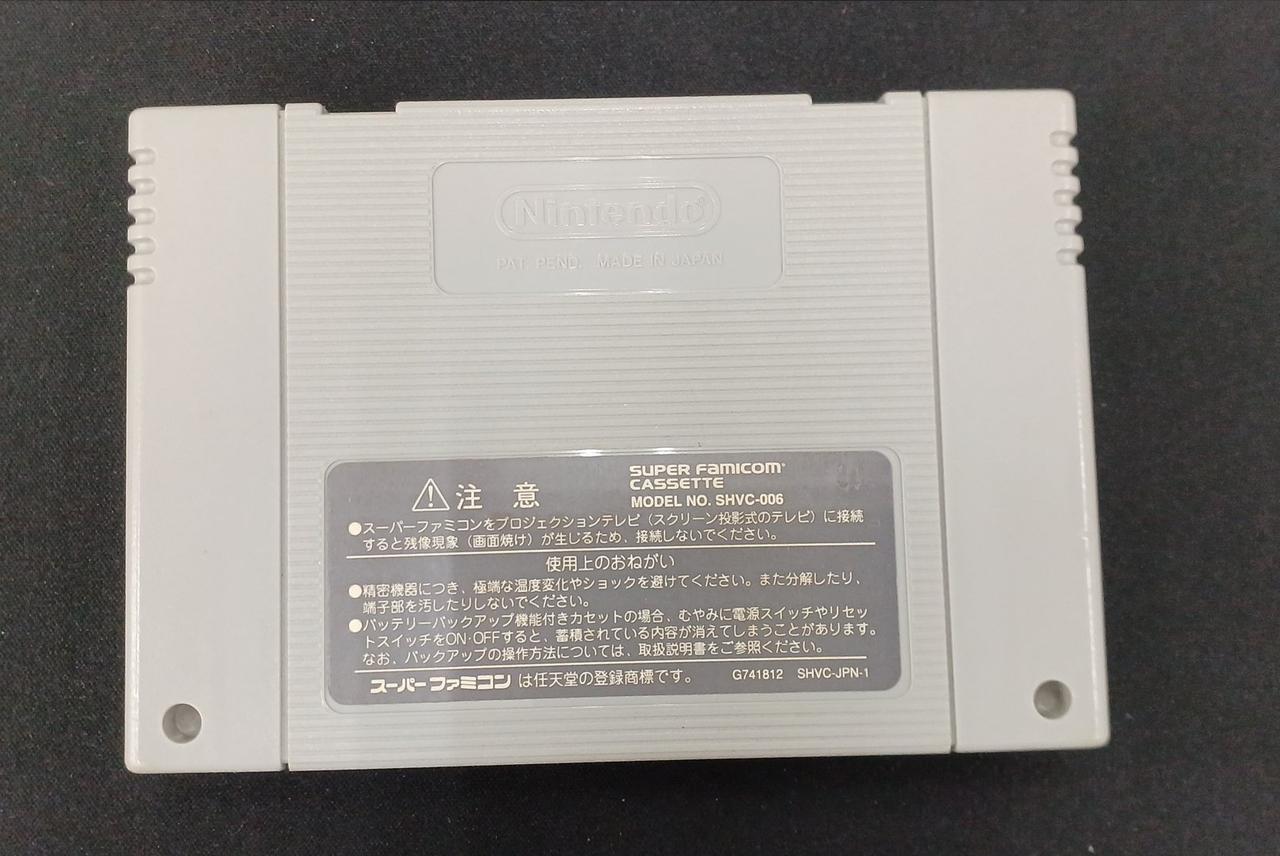 Nintendo®
PAT. PEND. MADE IN JAPAN
⚠注 意
SUPER FAMICOM®
CASSETTE
MODEL NO. SHVC-006
●スーパーファミコンをプロジェクションテレビ（スクリーン投影式のテレビ）に接続
すると残像現象（画面焼け）が生じるため、接続しないでください。
使用上のおねがい
●精密機器につき、極端な温度変化やショックを避けてください。また分解したり、
端子部を汚したりしないでください。
●バッテリーバックアップ機能付きカセットの場合、むやみに電源スイッチやリセッ
トスイッチをON·OFFすると、蓄積されている内容が消えてしまうことがあります。
なお、バックアップの操作方法については、取扱説明書をご参照ください。
スーパーファミコン は任天堂の登録商標です。 G741812 SHVC-JPN-1